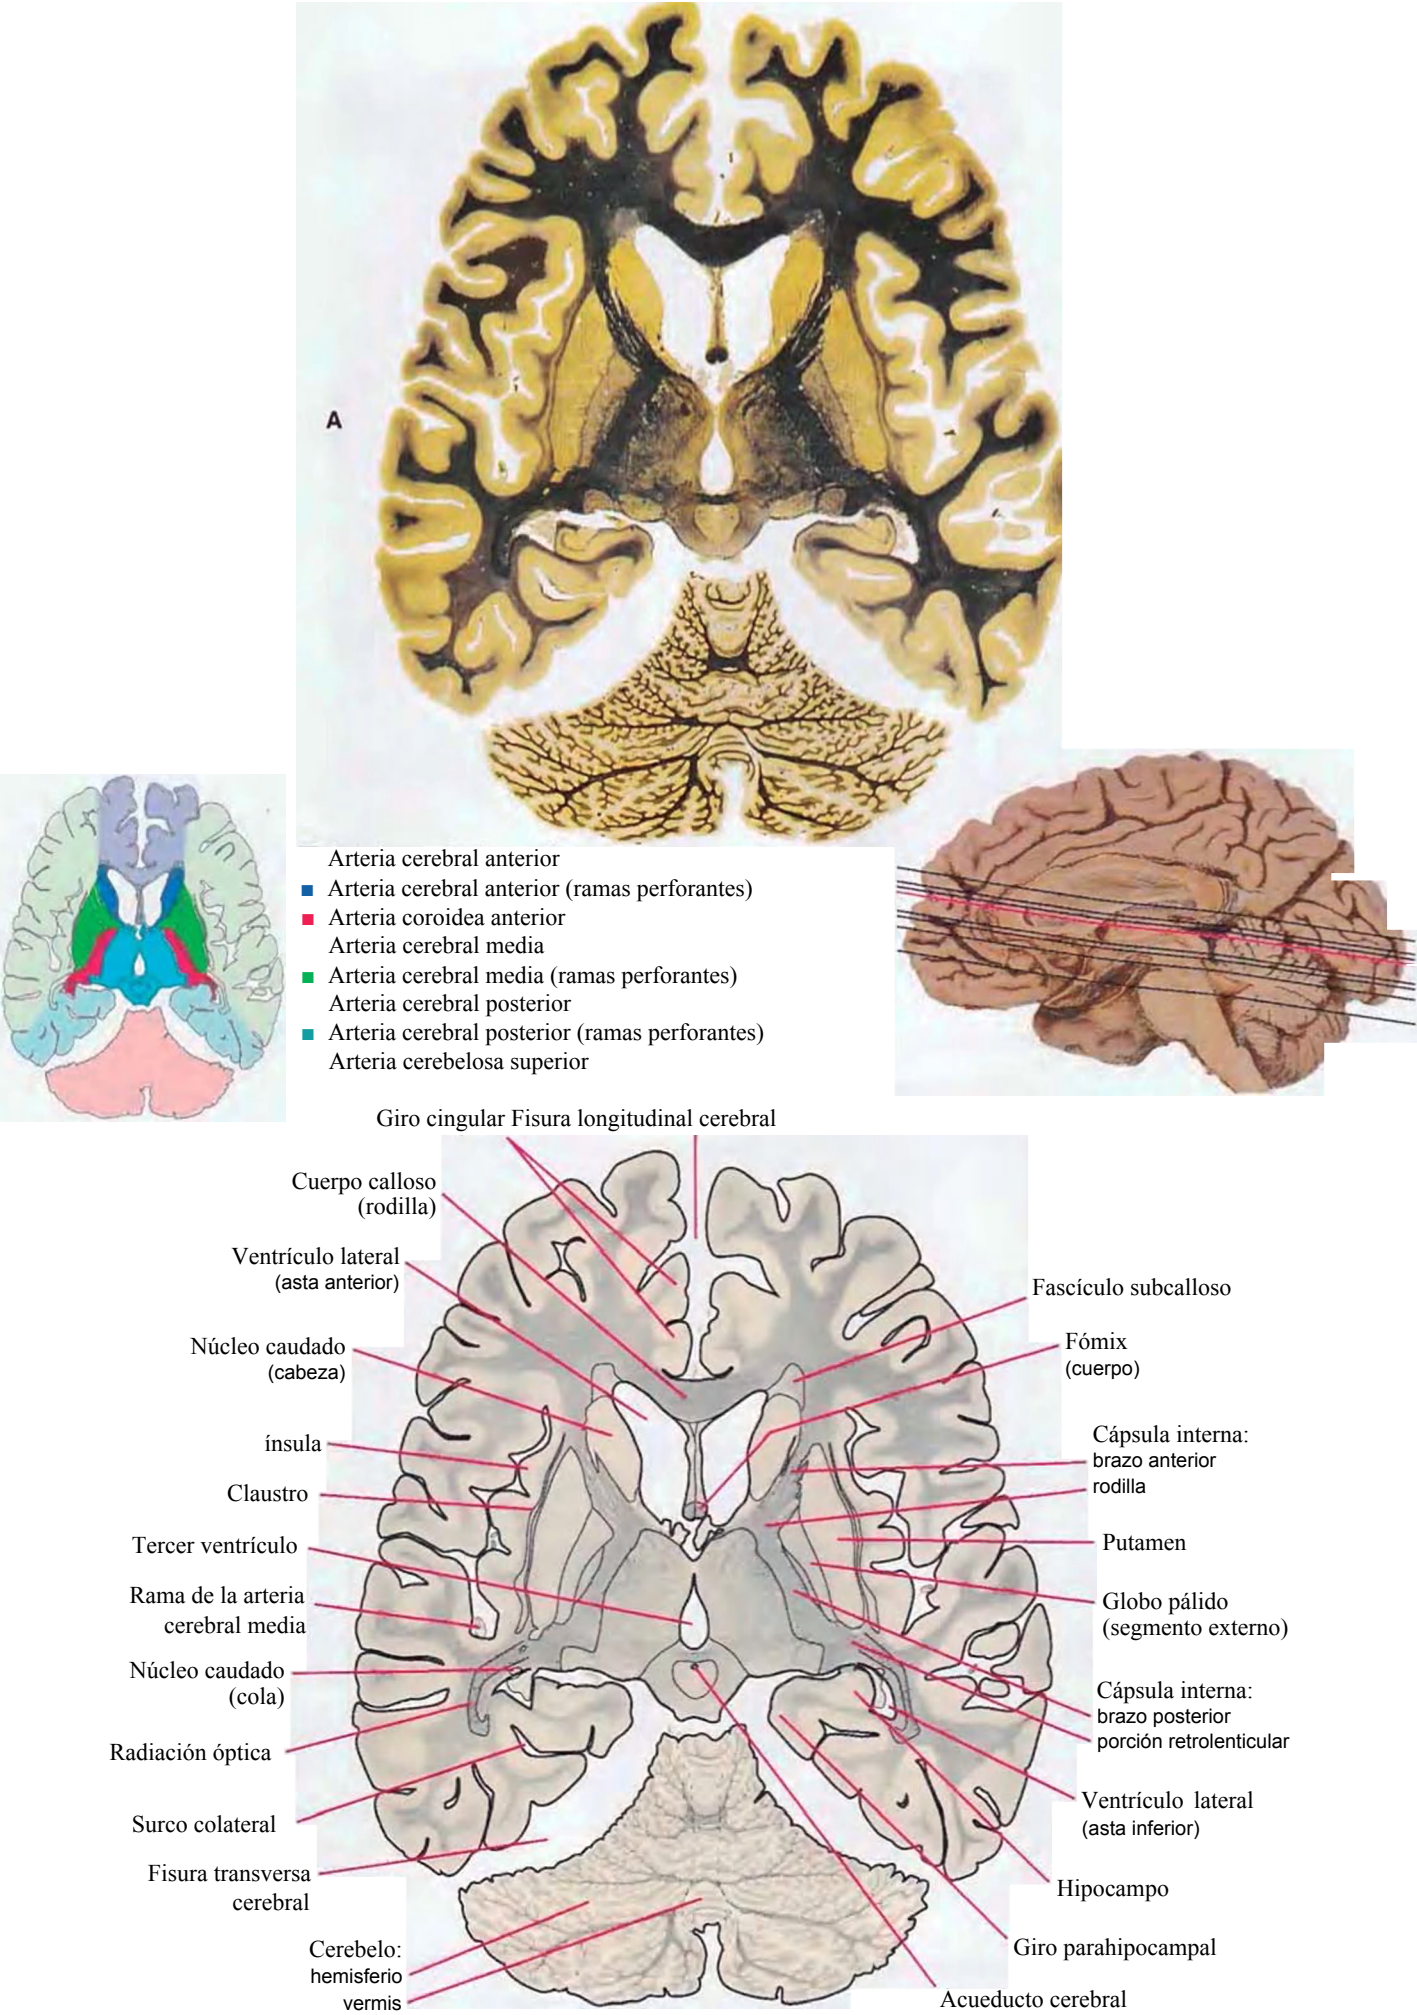 A
Arteria cerebral anterior
Arteria cerebral anterior (ramas perforantes)
Arteria coroidea anterior
Arteria cerebral media
Arteria cerebral media (ramas perforantes)
Arteria cerebral posterior
Arteria cerebral posterior (ramas perforantes)
Arteria cerebelosa superior
Giro cingular Fisura longitudinal cerebral
Cuerpo calloso
(rodilla)
Ventrículo lateral
(asta anterior)
Núcleo caudado
(cabeza)
ínsula
Claustro
Tercer ventrículo
Rama de la arteria
cerebral media
Núcleo caudado
(cola)
Radiación óptica
Surco colateral
Fisura transversa
cerebral
Cerebelo:
hemisferio
vermis
Fascículo subcalloso
Fómix
(cuerpo)
Cápsula interna:
brazo anterior
rodilla
Putamen
Globo pálido
(segmento externo)
Cápsula interna:
brazo posterior
porción retrolenticular
Ventrículo lateral
(asta inferior)
Hipocampo
Giro parahipocampal
Acueducto cerebral